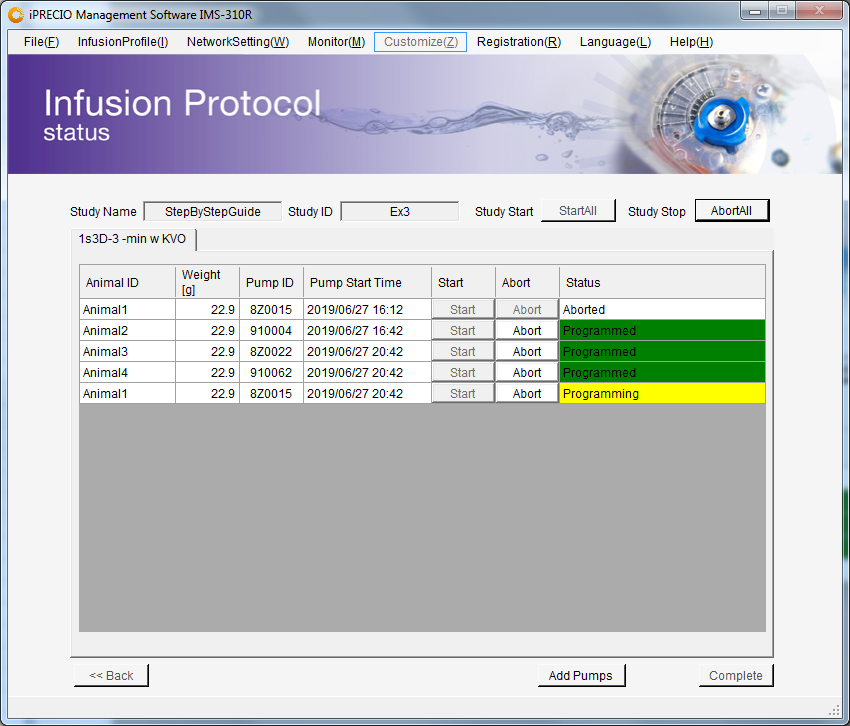 iPRECIO Management Software IMS-310R
File(F) InfusionProfile(I) NetworkSetting(W) Monitor(M) Customize(Z) Registration(R) Language(L) Help(H)
Infusion Protocol
status
Study Name StepByStepGuide Study ID Ex3 Study Start StartAll Study Stop AbortAll
1s3D-3 -min w KVO
Animal ID Weight [g] Pump ID Pump Start Time Start Abort Status
Animal1 22.9 8Z0015 2019/06/27 16:12 Start Abort Aborted
Animal2 22.9 910004 2019/06/27 16:42 Start Abort Programmed
Animal3 22.9 8Z0022 2019/06/27 20:42 Start Abort Programmed
Animal4 22.9 910062 2019/06/27 20:42 Start Abort Programmed
Animal1 22.9 8Z0015 2019/06/27 20:42 Start Abort Programming
<< Back Add Pumps Complete